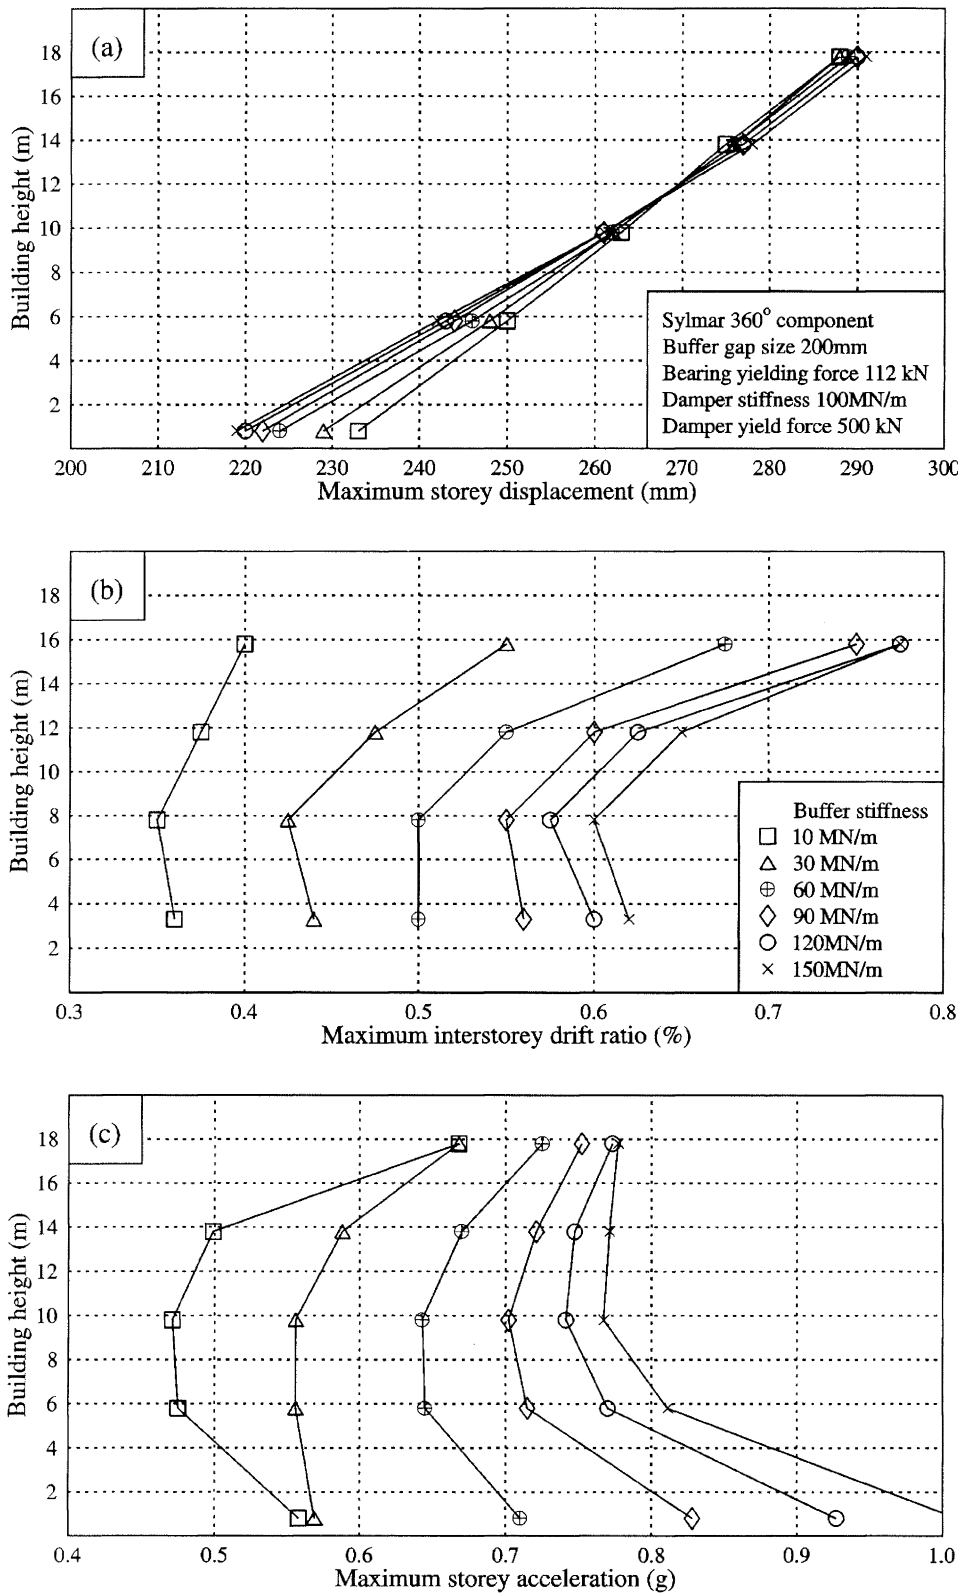 (a)
18
16
14
12
10
8
6
4
2
Building height (m)
Sylmar 360° component
Buffer gap size 200mm
Bearing yielding force 112 kN
Damper stiffness 100MN/m
Damper yield force 500 kN
200 210 220 230 240 250 260 270 280 290 300
Maximum storey displacement (mm)
(b)
18
16
14
12
10
8
6
4
2
Building height (m)
Buffer stiffness
10 MN/m
30 MN/m
60 MN/m
90 MN/m
120MN/m
150MN/m
0.3 0.4 0.5 0.6 0.7 0.8
Maximum interstorey drift ratio (%)
(c)
18
16
14
12
10
8
6
4
2
Building height (m)
0.4 0.5 0.6 0.7 0.8 0.9 1.0
Maximum storey acceleration (g)